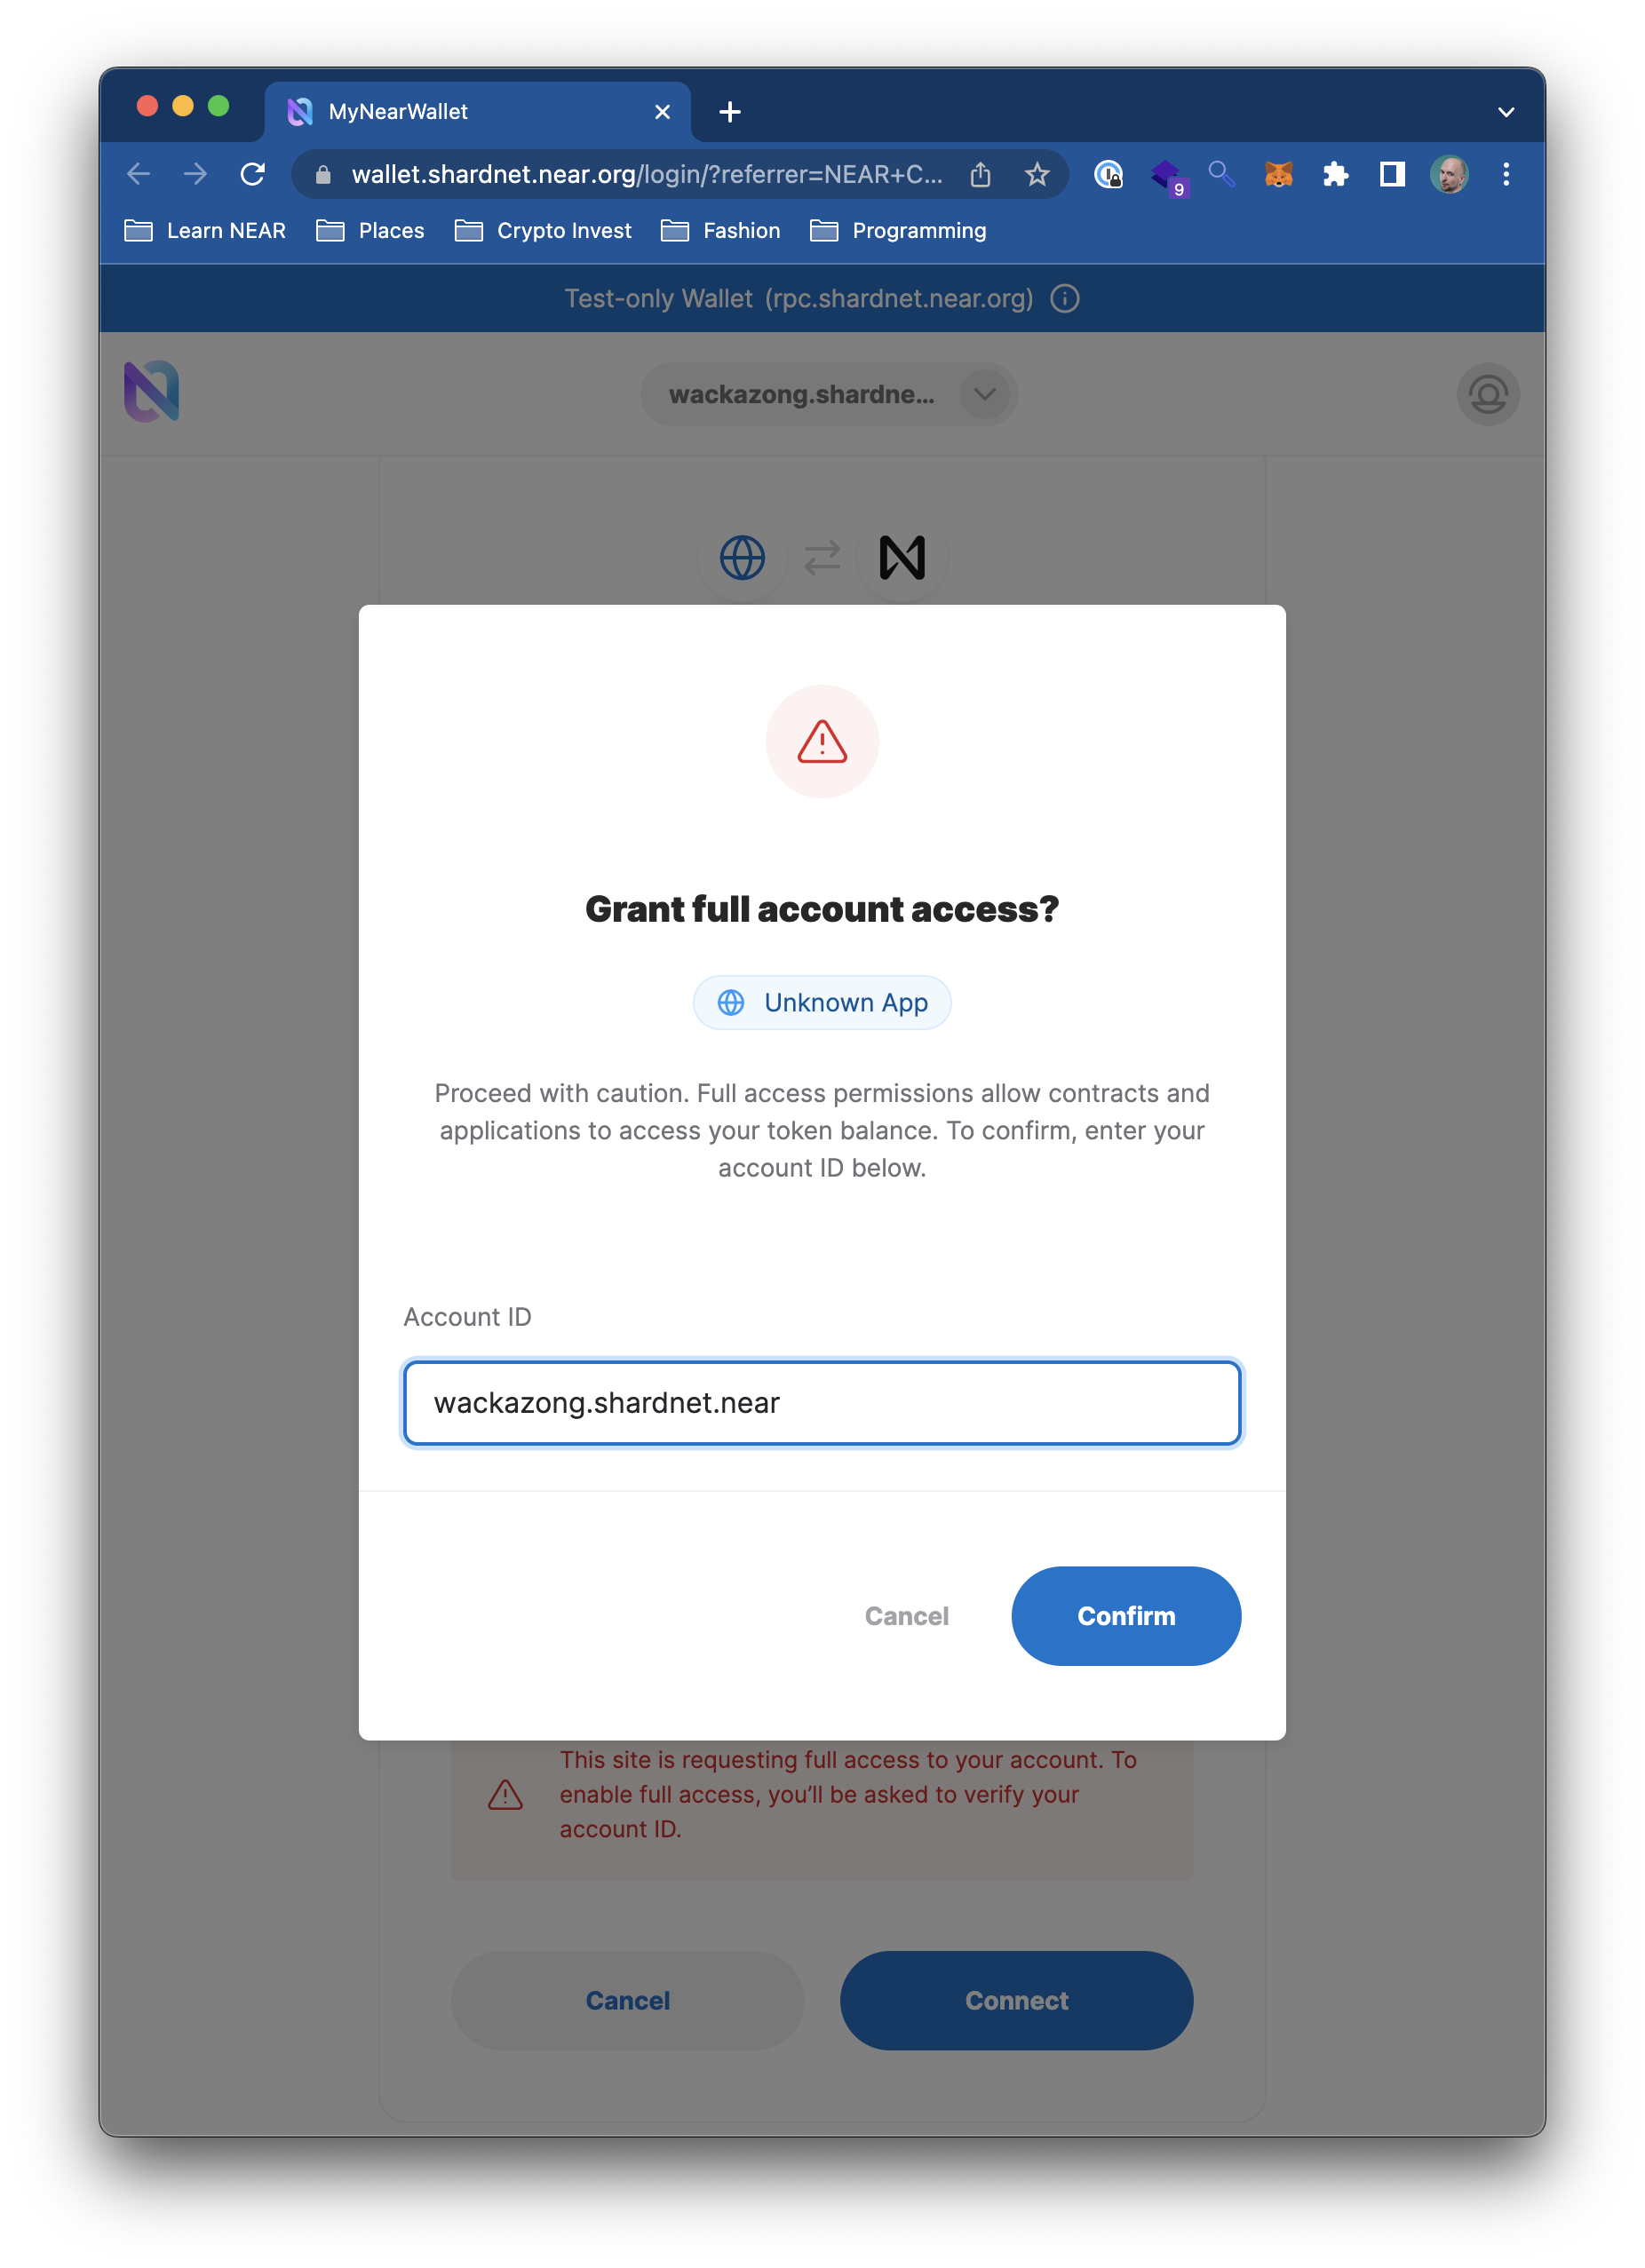 MyNearWallet
wallet.shardnet.near.org/login/?referrer=NEAR+C...
9
Learn NEAR
Places
Crypto Invest
Fashion
Programming
Test-only Wallet (rpc.shardnet.near.org)
wackazong.shardne...
Grant full account access?
Unknown App
Proceed with caution. Full access permissions allow contracts and
applications to access your token balance. To confirm, enter your
account ID below.
Account ID
wackazong.shardnet.near
Cancel
Confirm
This site is requesting full access to your account. To
enable full access, you’ll be asked to verify your
account ID.
Cancel
Connect